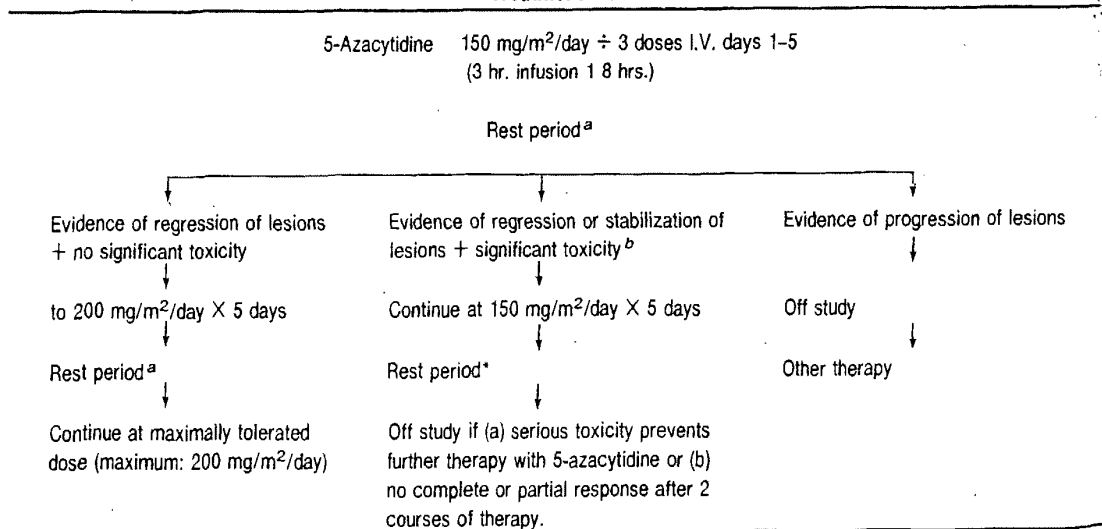 5-Azacytidine 150 mg/m²/day ÷ 3 doses I.V. days 1–5
(3 hr. infusion 1 8 hrs.)
Rest period a
Evidence of regression of lesions
+ no significant toxicity
to 200 mg/m²/day × 5 days
Rest period a
Continue at maximally tolerated
dose (maximum: 200 mg/m²/day)
Evidence of regression or stabilization of
lesions + significant toxicity b
Continue at 150 mg/m²/day × 5 days
Rest period*
Off study if (a) serious toxicity prevents
further therapy with 5-azacytidine or (b)
no complete or partial response after 2
courses of therapy.
Evidence of progression of lesions
Off study
Other therapy